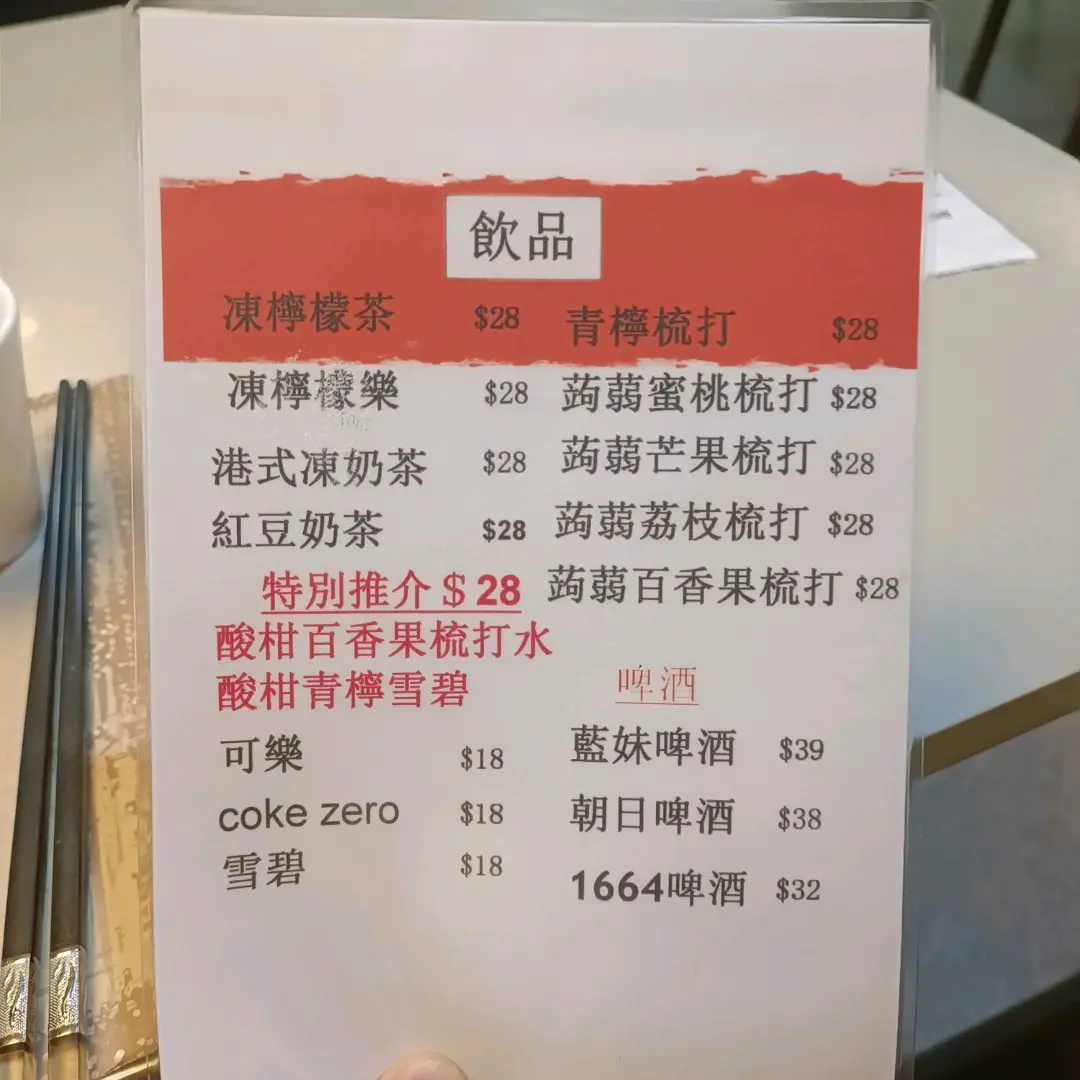 飲品
凍檸檬茶 $28
凍檸檬樂 $28
港式凍奶茶 $28
紅豆奶茶 $28
特別推介 $ 28
酸柑百香果梳打水
酸柑青檸雪碧
可樂 $18
coke zero $18
雪碧 $18
青檸梳打 $28
蒟蒻蜜桃梳打 $28
蒟蒻芒果梳打 $28
蒟蒻荔枝梳打 $28
蒟蒻百香果梳打 $28
啤酒
藍妹啤酒 $39
朝日啤酒 $38
1664啤酒 $32